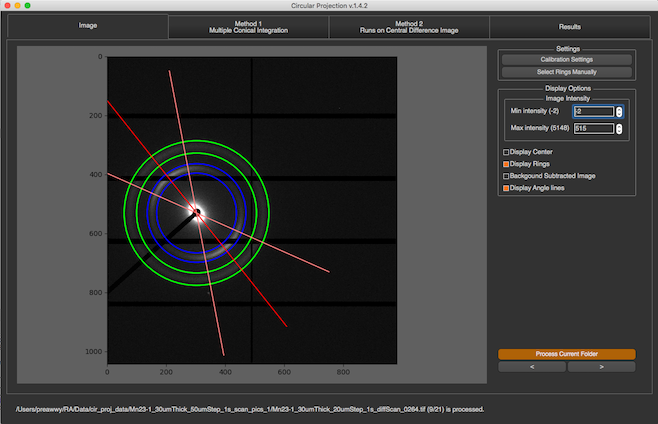 Circular Projection v.1.4.2
Image
Method 1
Multiple Conical Integration
Method 2
Runs on Central Difference Image
Results
Settings
Calibration Settings
Select Rings Manually
Display Options
Image Intensity
Min intensity (-2)
-2
Max intensity (5148)
515
Display Center
Display Rings
Background Subtracted Image
Display Angle lines
0
200
400
600
800
1000
0
200
400
600
800
Process Current Folder
<
>
/Users/preawwy/RA/Data/cir_proj_data/Mn23-1_30umThick_50umStep_1s_scan_pics_1/Mn23-1_30umThick_20umStep_1s_diffScan_0264.tif (9/21) is processed.